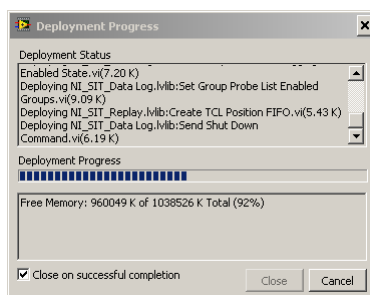 Deployment Progress
Deployment Status
Enabled State.vi(7.20 K)
Deploying NI_SIT_Data Log.lvlib:Set Group Probe List Enabled
Groups.vi(9.09 K)
Deploying NI_SIT_Replay.lvlib:Create TCL Position FIFO.vi(5.43 K)
Deploying NI_SIT_Data Log.lvlib:Send Shut Down
Command.vi(6.19 K)
Deployment Progress
Free Memory: 960049 K of 1038526 K Total (92%)
Close on successful completion
Close
Cancel